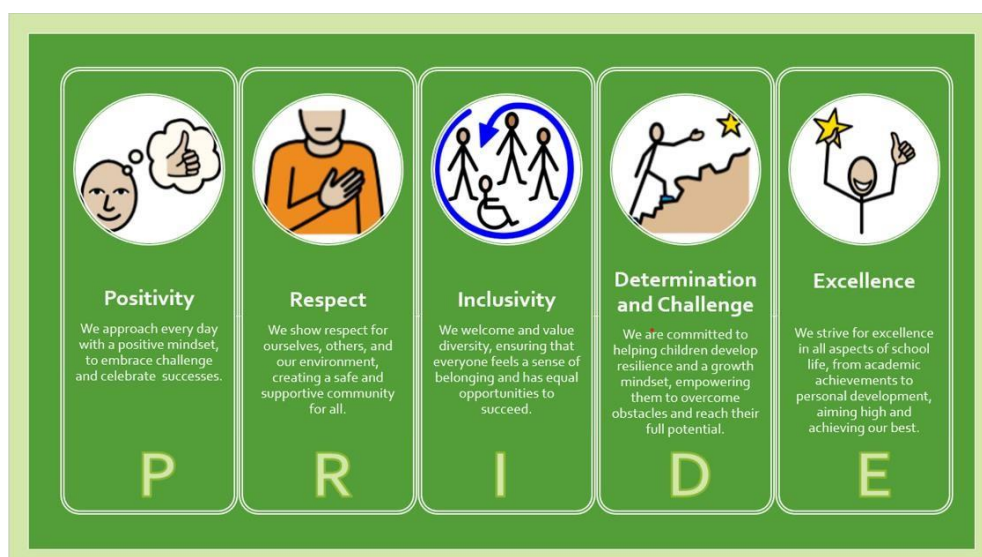 Positivity
We approach every day
with a positive mindset,
to embrace challenge
and celebrate successes.
P
Respect
We show respect for
ourselves, others, and
our environment,
creating a safe and
supportive community
for all.
R
Inclusivity
We welcome and value
diversity, ensuring that
everyone feels a sense of
belonging and has equal
opportunities to
succeed.
I
Determination
and Challenge
We are committed to
helping children develop
resilience and a growth
mindset, empowering
them to overcome
obstacles and reach their
full potential.
D
Excellence
We strive for excellence
in all aspects of school
life, from academic
achievements to
personal development,
aiming high and
achieving our best.
E